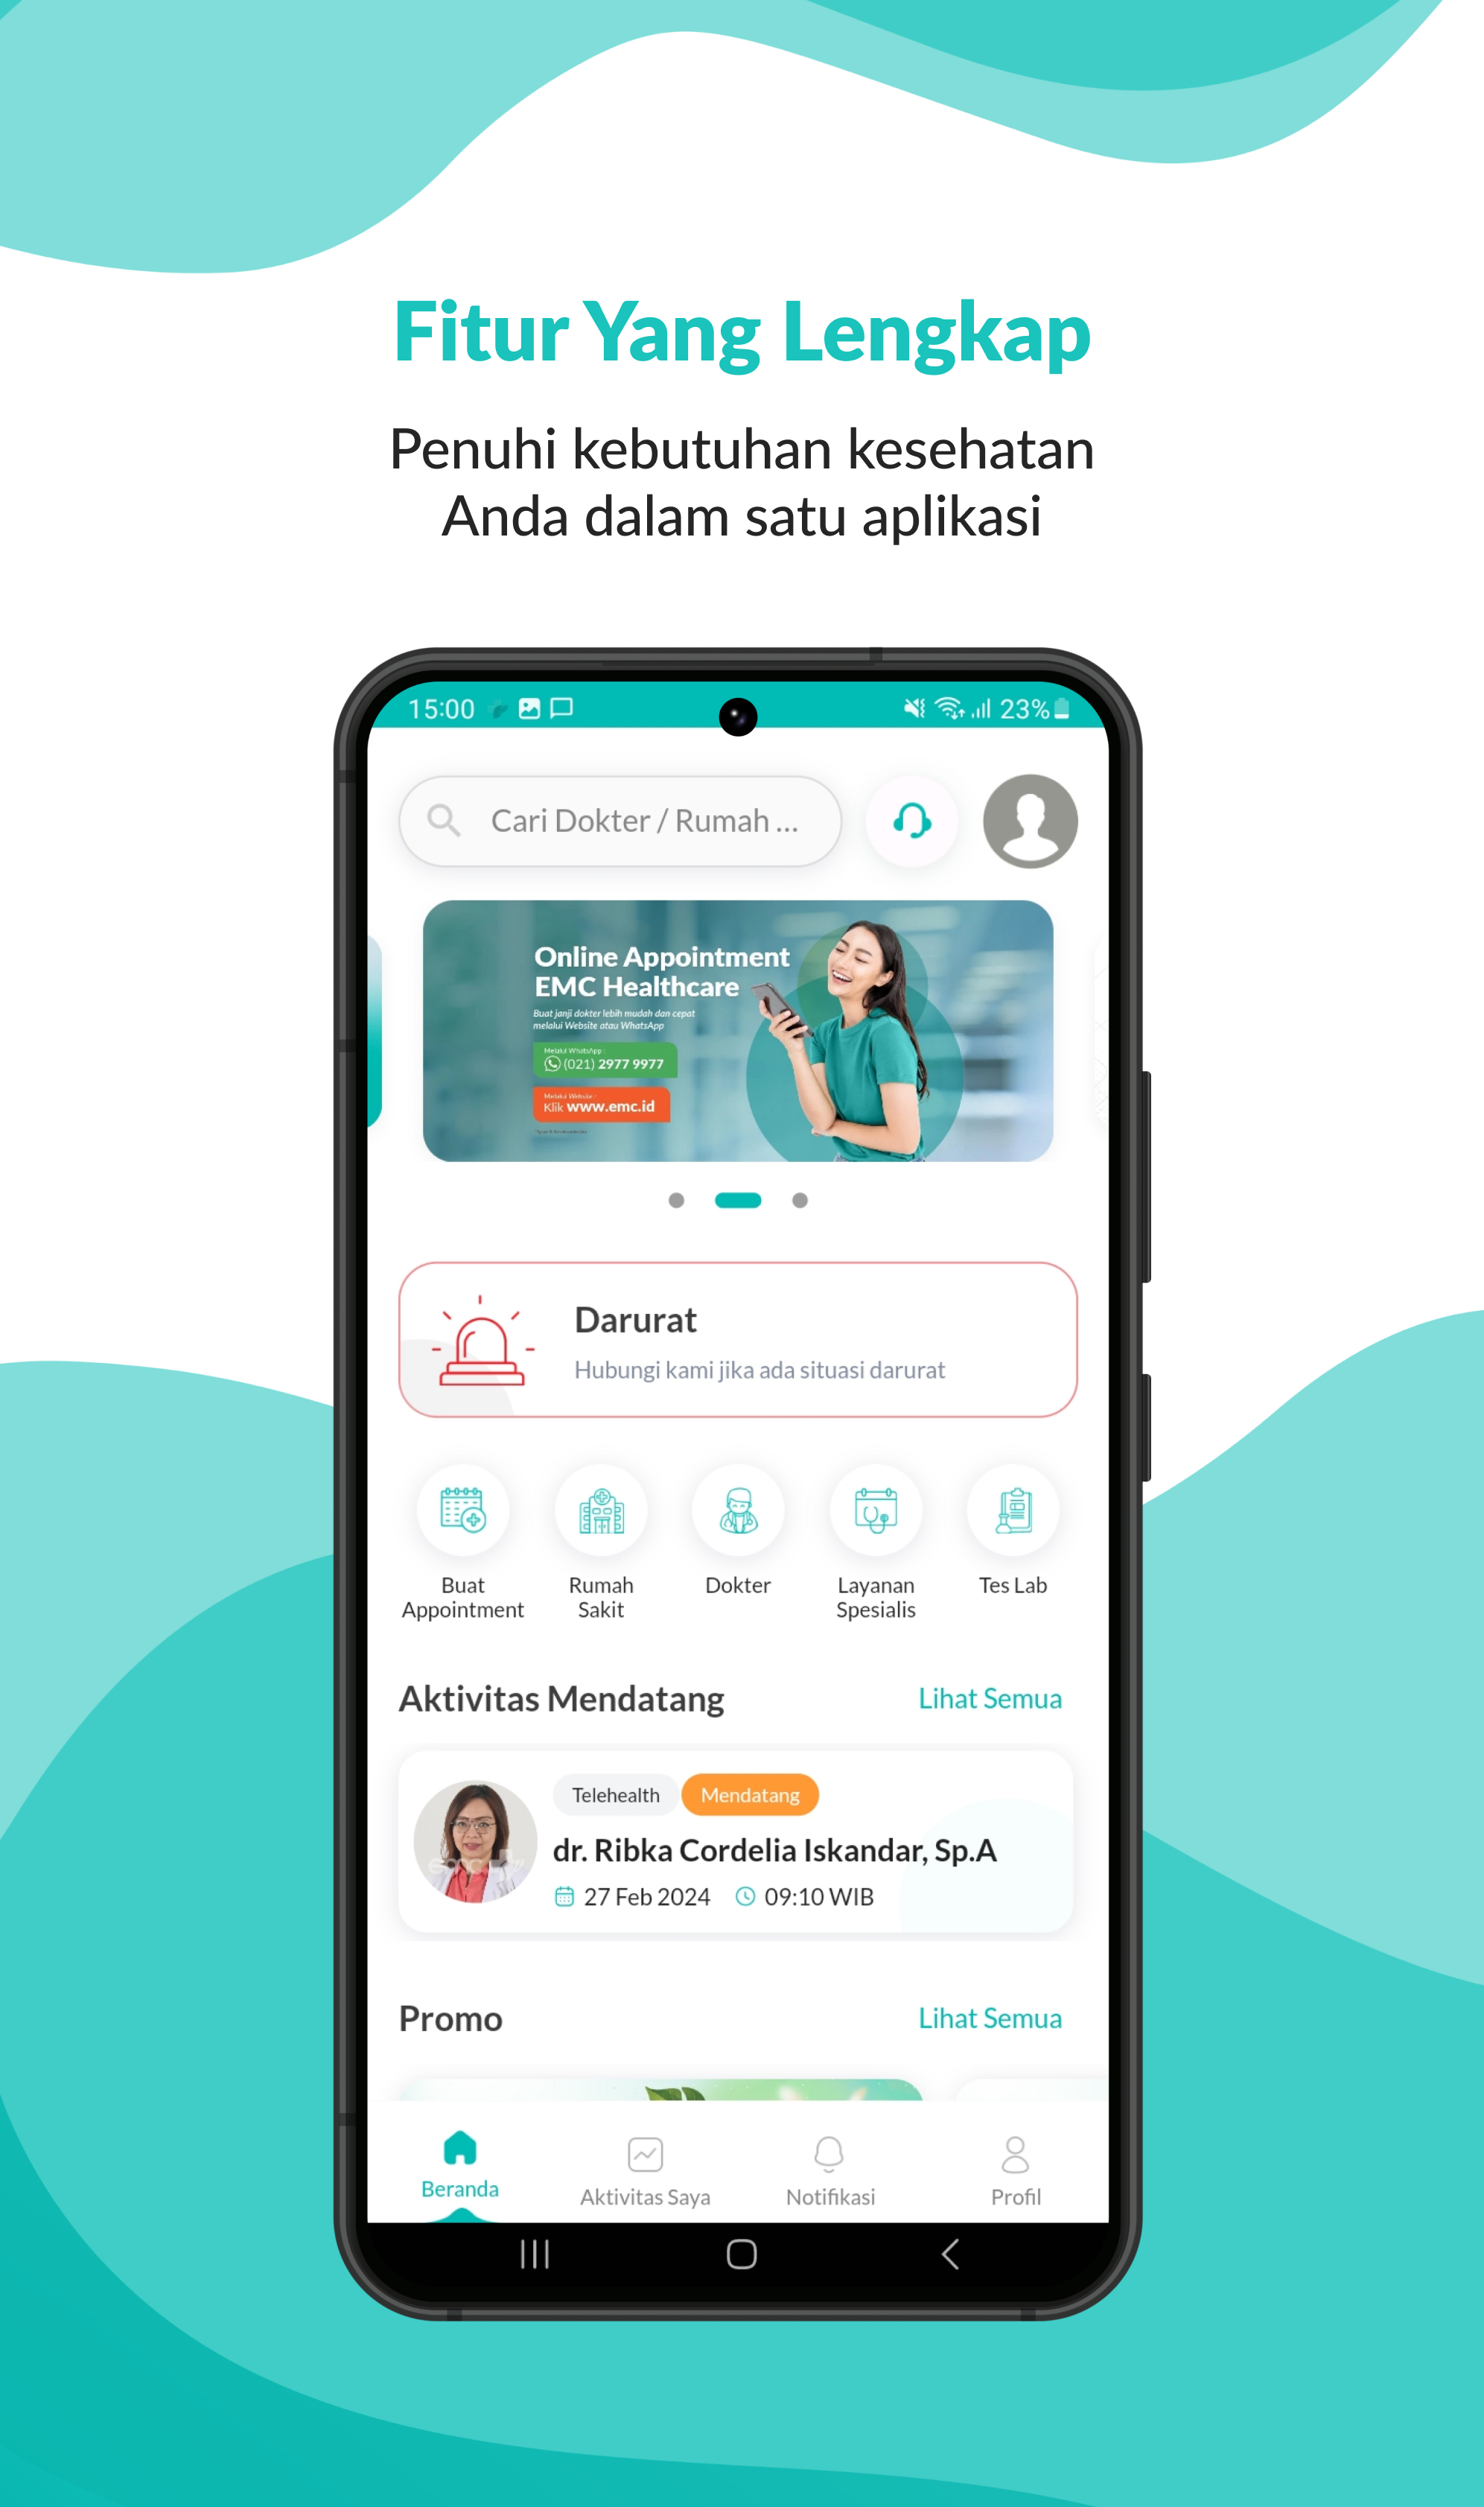 Fitur Yang Lengkap
Penuhi kebutuhan kesehatan
Anda dalam satu aplikasi
15:00
23%
Cari Dokter / Rumah ...
Online Appointment
EMC Healthcare
Buat janji dokter lebih mudah dan cepat
melalui Website atau WhatsApp
Melalui WhatsApp :
(021) 2977 9977
Melalui Website :
Klik www.emc.id
Darurat
Hubungi kami jika ada situasi darurat
Buat
Appointment
Rumah
Sakit
Dokter
Layanan
Spesialis
Tes Lab
Aktivitas Mendatang
Lihat Semua
Telehealth
Mendatang
dr. Ribka Cordelia Iskandar, Sp.A
27 Feb 2024
09:10 WIB
Promo
Lihat Semua
Beranda
Aktivitas Saya
Notifikasi
Profil